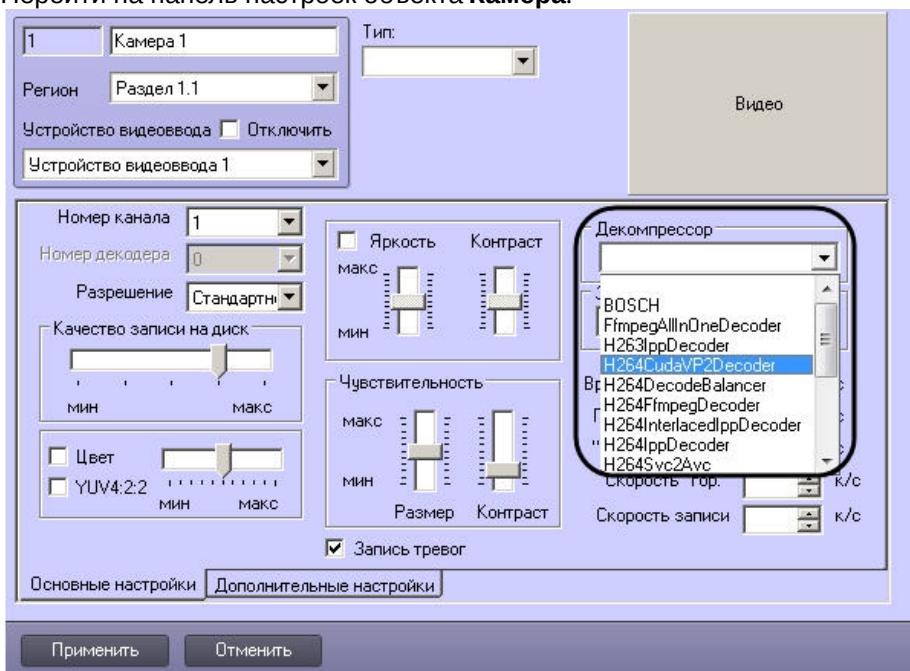 Перейти на панель настроек объекта Камера.
1 Камера 1
Тип:
Регион Раздел 1.1
Видео
Устройство видеоввода Отключить
Устройство видеоввода 1
Номер канала 1
Номер декодера 0
Разрешение Стандартн
Качество записи на диск
мин макс
Цвет
YUV4:2:2
мин макс
Яркость Контраст
макс
мин
Чувствительность
макс
мин
Размер Контраст
Запись тревог
Декомпрессор
BOSCH
FfmpegAllInOneDecoder
H263IppDecoder
H264CudaVP2Decoder
H264DecodeBalancer
H264FfmpegDecoder
H264InterlacedIppDecoder
H264IppDecoder
H264Svc2Avc
к/с
Скорость записи к/с
Основные настройки Дополнительные настройки
Применить Отменить